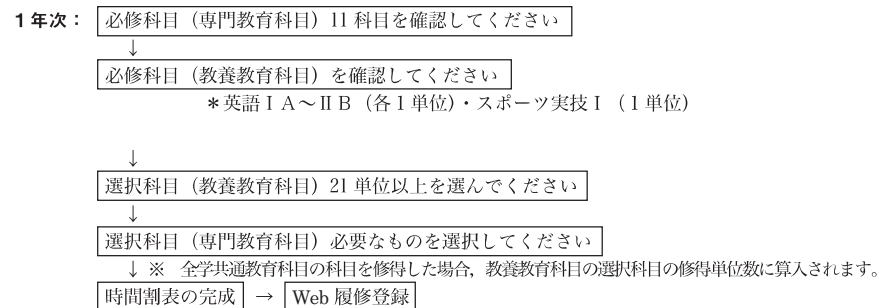 1年次： 必修科目（専門教育科目）11科目を確認してください
↓
必修科目（教養教育科目）を確認してください
＊英語ⅠA～ⅡB（各1単位）・スポーツ実技Ⅰ（1単位）
↓
選択科目（教養教育科目）21単位以上を選んでください
↓
選択科目（専門教育科目）必要なものを選択してください
↓ ※ 全学共通教育科目の科目を修得した場合，教養教育科目の選択科目の修得単位数に算入されます。
時間割表の完成 → Web履修登録